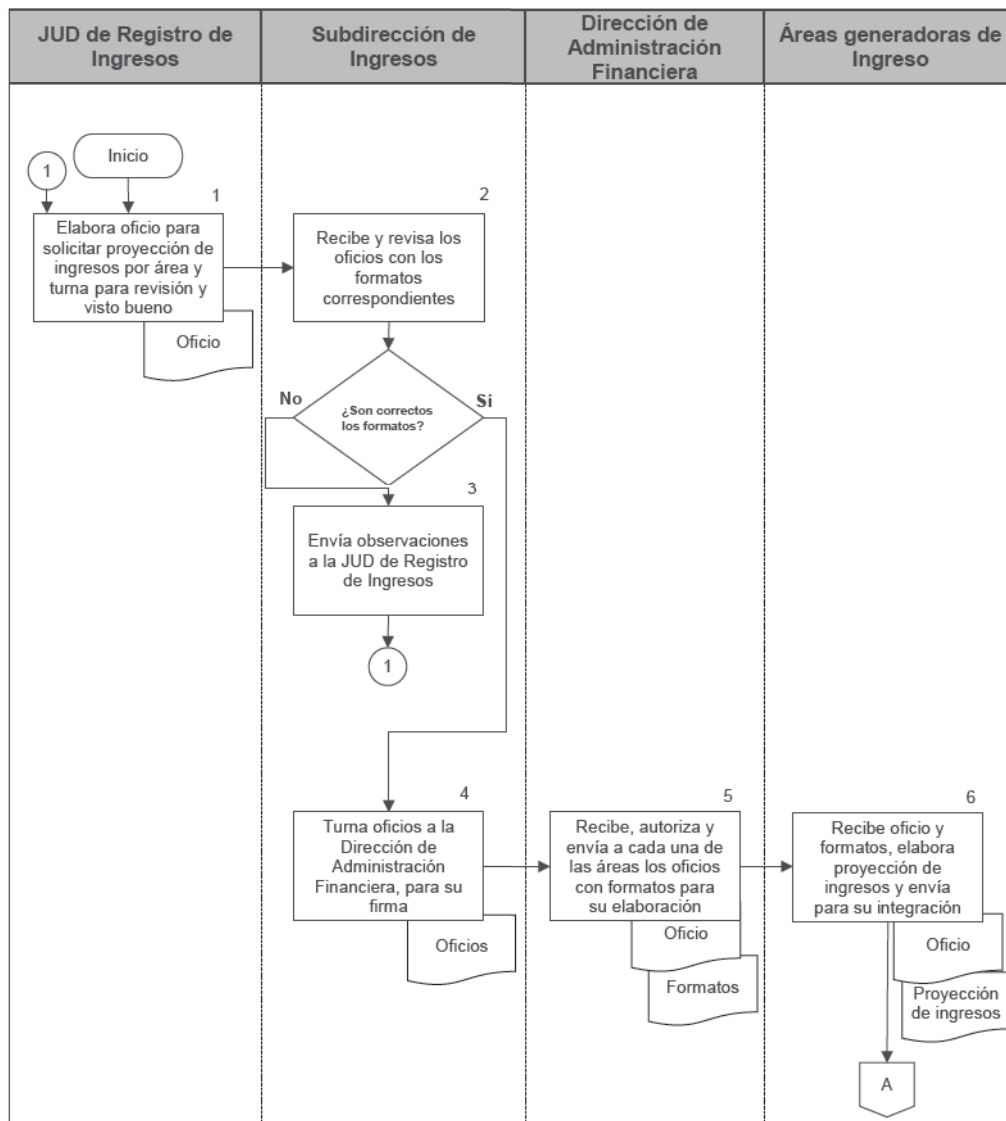 JUD de Registro de
Ingresos
Subdirección de
Ingresos
Dirección de
Administración
Financiera
Áreas generadoras de
Ingreso
Inicio
1
1
Elabora oficio para
solicitar proyección de
ingresos por área y
turna para revisión y
visto bueno
Oficio
2
Recibe y revisa los
oficios con los
formatos
correspondientes
No
Sí
¿Son correctos
los formatos?
3
Envía observaciones
a la JUD de Registro
de Ingresos
1
4
Turna oficios a la
Dirección de
Administración
Financiera, para su
firma
Oficios
5
Recibe, autoriza y
envía a cada una de
las áreas los oficios
con formatos para
su elaboración
Oficio
Formatos
6
Recibe oficio y
formatos, elabora
proyección de
ingresos y envía
para su integración
Oficio
Proyección
de ingresos
A